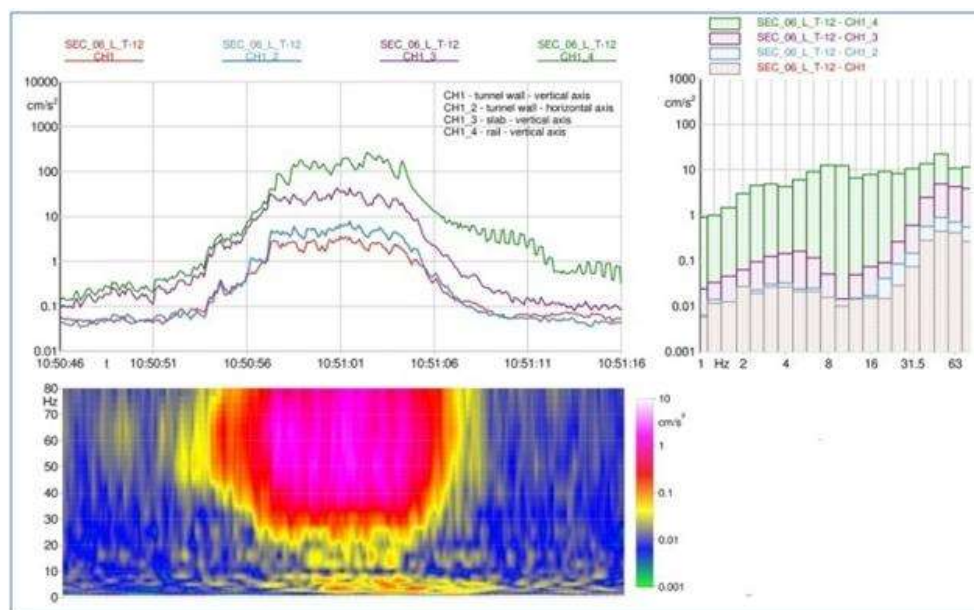 SEC_06_L_T-12 SEC_06_L_T-12 SEC_06_L_T-12 SEC_06_L_T-12
CH1 CH1_2 CH1_3 CH1_4
10000
cm/s²
1000
100
10
1
0.1
0.01
CH1 - tunnel wall - vertical axis
CH1_2 - tunnel wall - horizontal axis
CH1_3 - slab - vertical axis
CH1_4 - rail - vertical axis
10:50:46 t 10:50:51 10:50:56 10:51:01 10:51:06 10:51:11 10:51:16
SEC_06_L_T-12 - CH1_4
SEC_06_L_T-12 - CH1_3
SEC_06_L_T-12 - CH1_2
SEC_06_L_T-12 - CH1
1000
cm/s²
100
10
1
0.1
0.01
0.001
1 Hz 2 4 8 16 31.5 63
80
Hz
60
50
40
30
20
10
0
10
cm/s²
1
0.1
0.01
0.001